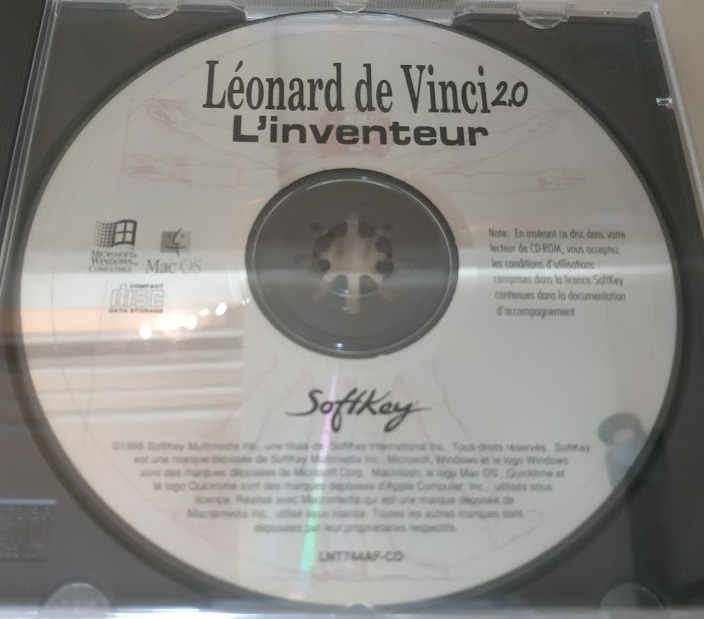 Léonard de Vinci 2.0
L'inventeur
MICROSOFT®
WINDOWS™
COMPATIBLE
Mac OS
COMPACT
disc
DATA STORAGE
Note: En insérant ce disc dans votre
lecteur de CD-ROM, vous acceptez
les conditions d'utilisations
comprises dans la licence SoftKey
contenues dans la documentation
d'accompagnement
SoftKey
SoftKey Multimedia Inc., une filiale de SoftKey International Inc. Tous droits réservés. SoftKey
est une marque déposée de SoftKey Multimedia Inc. Microsoft, Windows et le logo Windows
sont des marques déposées de Microsoft Corp. Macintosh, le logo Mac OS, Quicktime et
le logo Quicktime sont des marques déposées d'Apple Computer, Inc., utilisés sous
licence. Réalisé avec Macromedia qui est une marque déposée de
Macromedia Inc., utilisé sous licence. Toutes les autres marques sont
déposées par leur propriétaires respectifs.
LNT744AF-CD